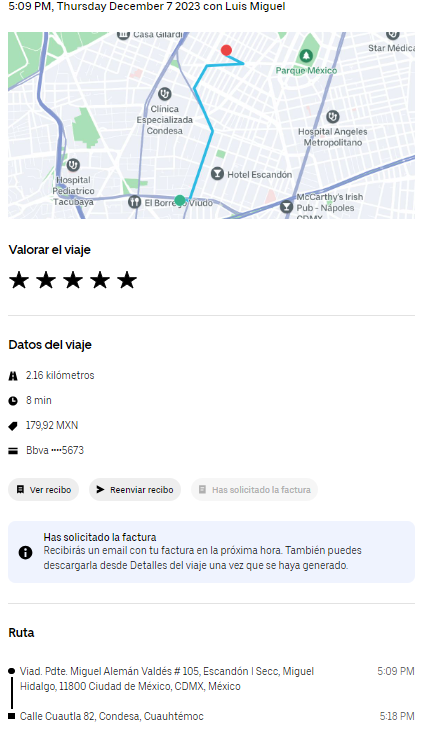 5:09 PM, Thursday December 7 2023 con Luis Miguel
Casa Gilardi
Star Médica
Parque México
Clínica
Especializada
Condesa
Hospital Angeles
Metropolitano
Hospital
Pediatrico
Tacubaya
Hotel Escandón
El Borrego Viudo
McCarthy's Irish
Pub - Napoles
CDMX
Valorar el viaje
Datos del viaje
2.16 kilómetros
8 min
179,92 MXN
Bbva ••••5673
Ver recibo
Reenviar recibo
Has solicitado la factura
Has solicitado la factura
Recibirás un email con tu factura en la próxima hora. También puedes
descargarla desde Detalles del viaje una vez que se haya generado.
Ruta
Viad. Pdte. Miguel Alemán Valdés # 105, Escandón I Secc, Miguel 5:09 PM
Hidalgo, 11800 Ciudad de México, CDMX, México
Calle Cuautla 82, Condesa, Cuauhtémoc 5:18 PM